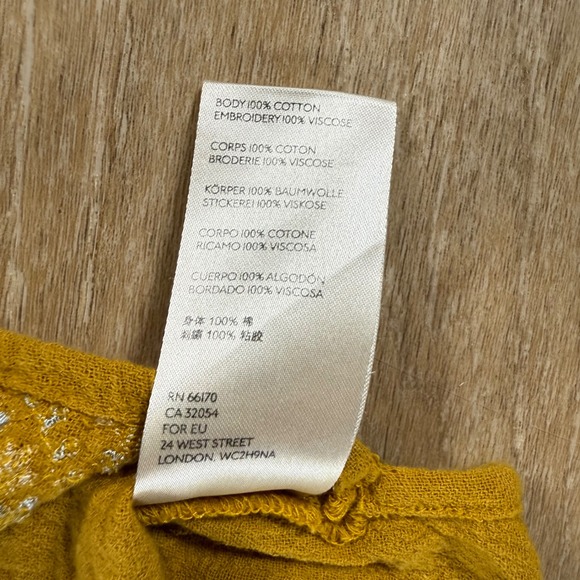 BODY 100% COTTON
EMBROIDERY 100% VISCOSE
CORPS 100% COTON
BRODERIE 100% VISCOSE
KÖRPER 100% BAUMWOLLE
STICKEREI 100% VISKOSE
CORPO 100% COTONE
RICAMO 100% VISCOSA
CUERPO 100% ALGODÓN
BORDADO 100% VISCOSA
身体 100% 棉
刺繡 100% 粘胶
RN 66170
CA 32054
FOR EU
24 WEST STREET
LONDON, WC2H9NA